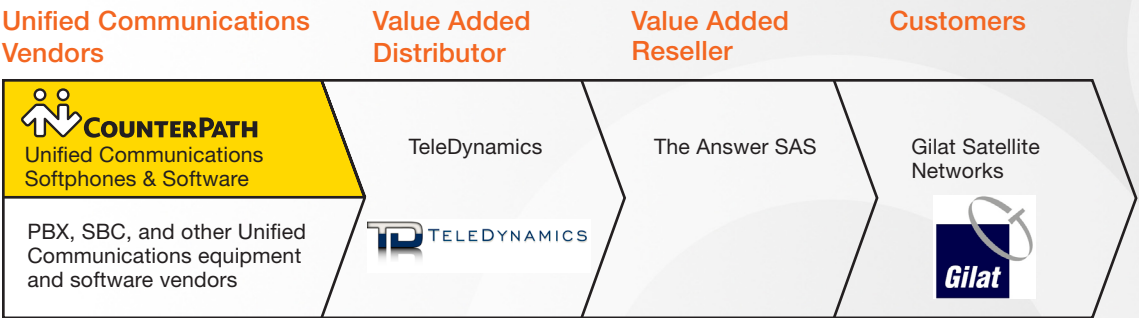 Unified Communications
Vendors
Value Added
Distributor
Value Added
Reseller
Customers
COUNTERPATH
Unified Communications
Softphones & Software
PBX, SBC, and other Unified
Communications equipment
and software vendors
TeleDynamics
TD TELEDYNAMICS
The Answer SAS
Gilat Satellite
Networks
Gilat